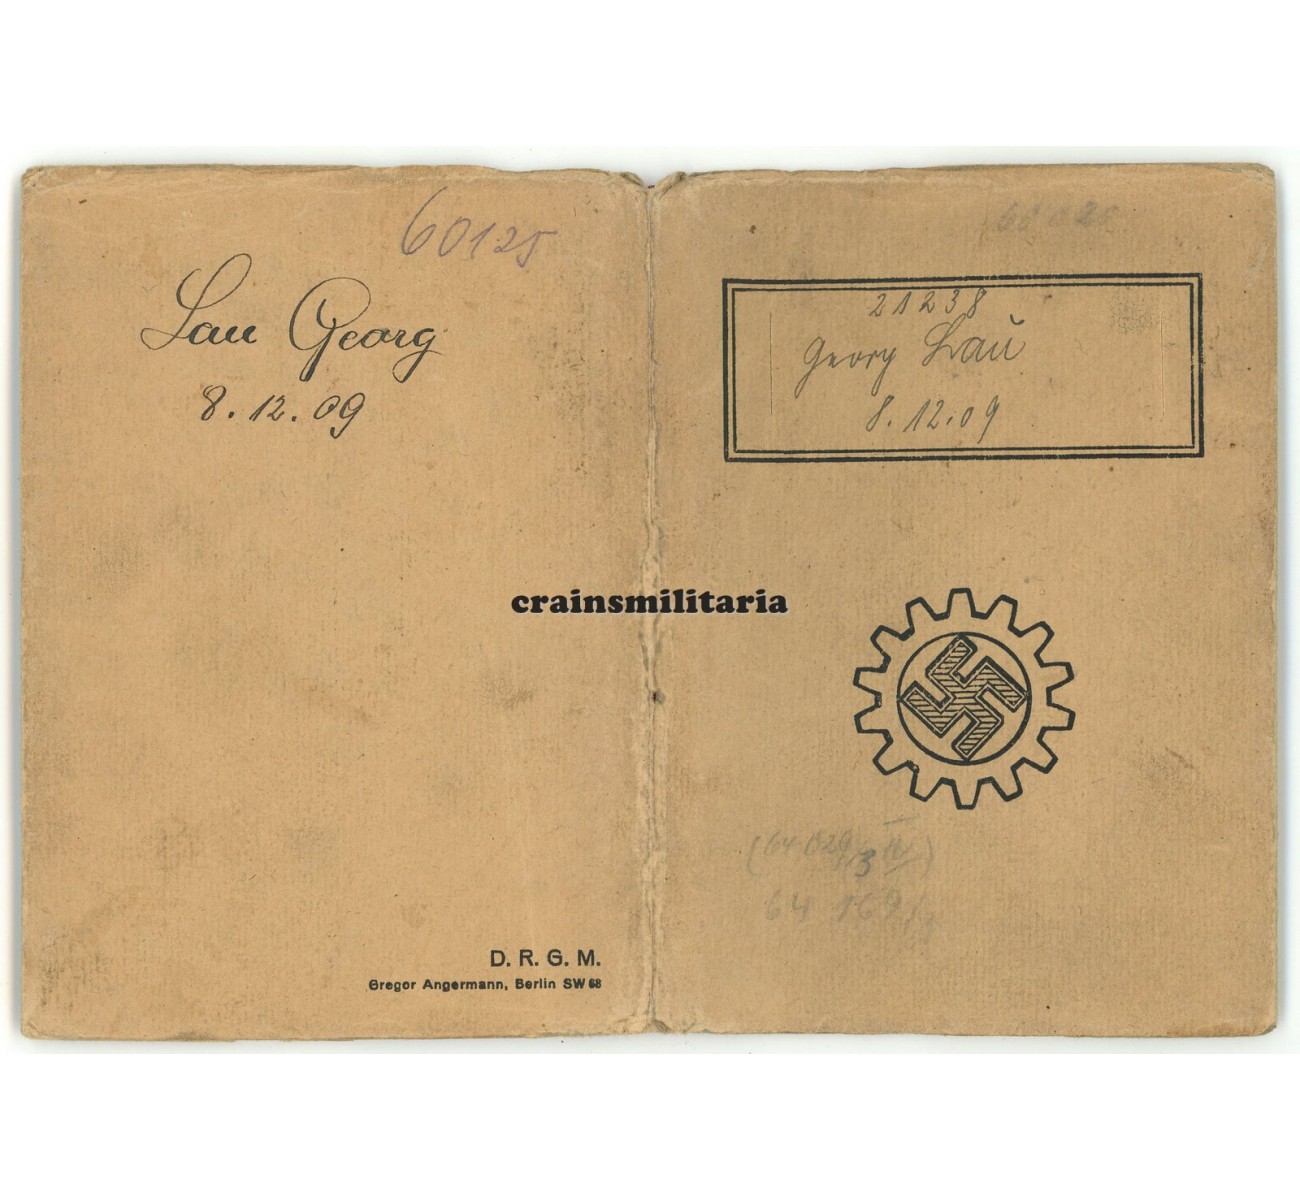 60125
Lau Georg
8. 12. 09
D. R. G. M.
Gregor Angermann, Berlin SW 68
21238
Georg Lau
8. 12. 09
crainsmilitaria